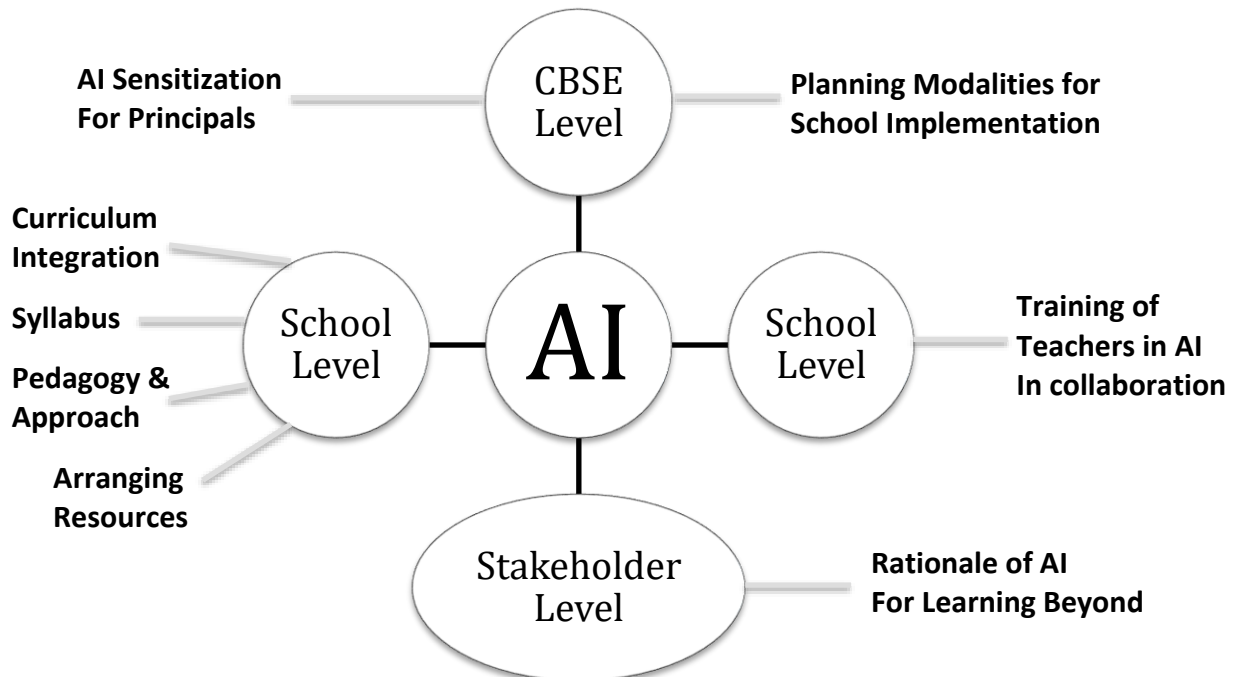 AI Sensitization
For Principals
CBSE
Level
Planning Modalities for
School Implementation
Curriculum
Integration
Syllabus
Pedagogy &
Approach
Arranging
Resources
School
Level
AI
School
Level
Training of
Teachers in AI
In collaboration
Stakeholder
Level
Rationale of AI
For Learning Beyond